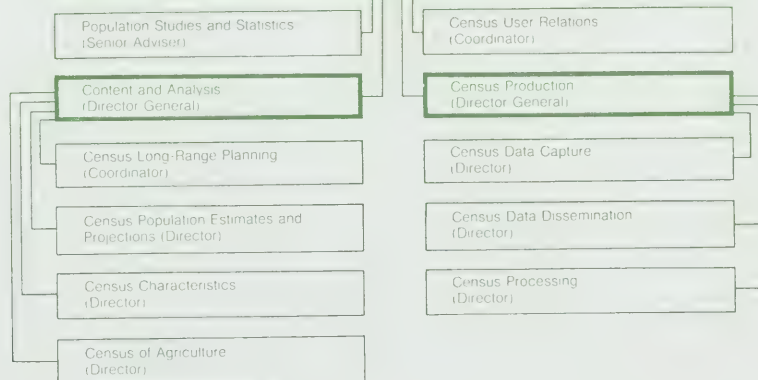 Population Studies and Statistics
(Senior Adviser)
Content and Analysis
(Director General)
Census Long-Range Planning
(Coordinator)
Census Population Estimates and
Projections (Director)
Census Characteristics
(Director)
Census of Agriculture
(Director)
Census User Relations
(Coordinator)
Census Production
(Director General)
Census Data Capture
(Director)
Census Data Dissemination
(Director)
Census Processing
(Director)